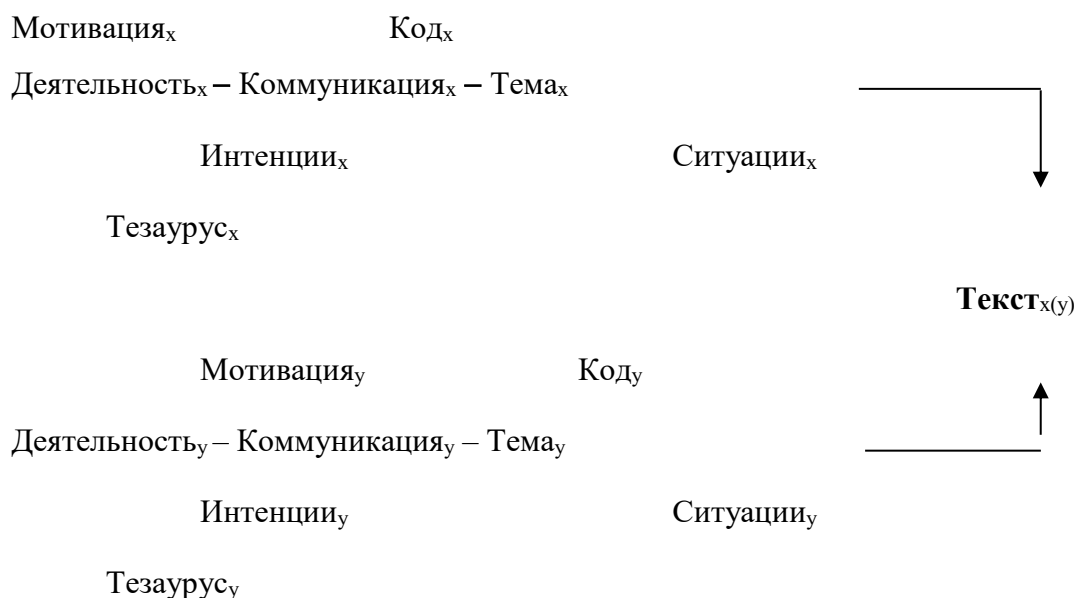 Мотивацияx Кодx
Деятельностьx – Коммуникацияx – Темаx
Интенцииx Ситуацииx
Тезаурусx
Текстx(y)
Мотивацияy Кодy
Деятельностьy – Коммуникацияy – Темаy
Интенцииy Ситуацииy
Тезаурусy